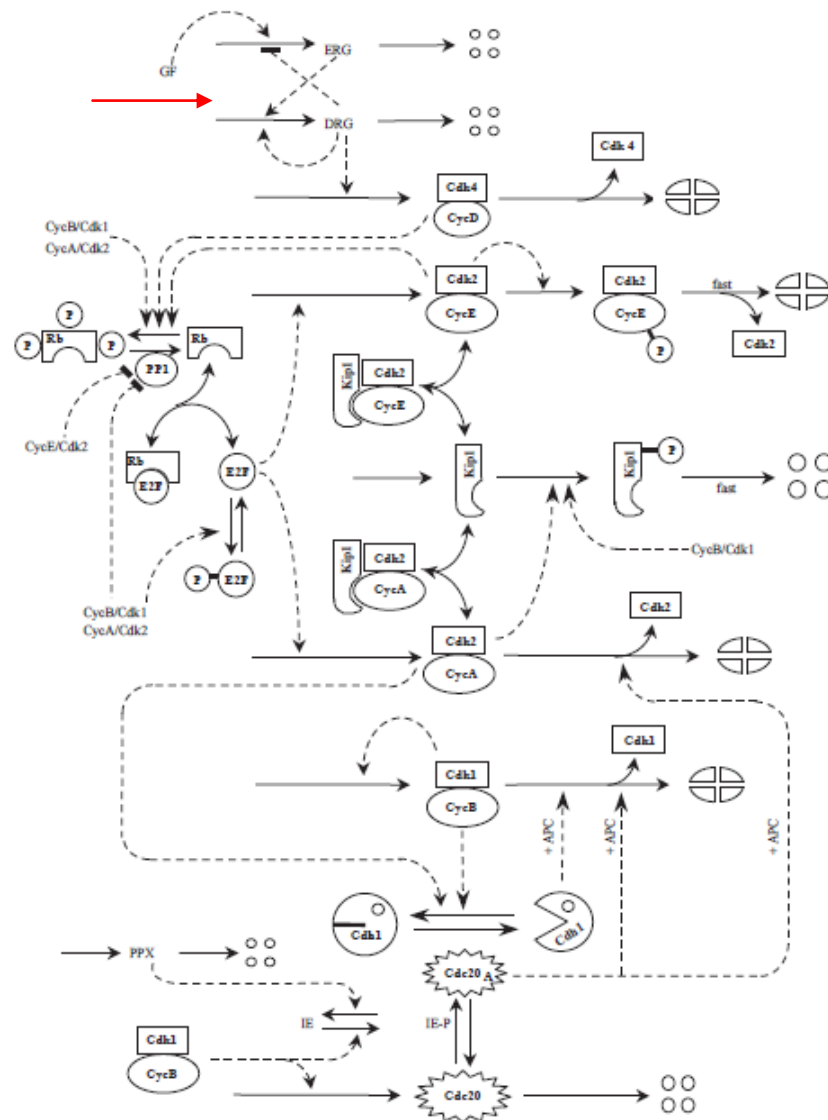 ERG
GF
DRG
Cdk 4
Cdk4
CycD
CycB/Cdk1
CycA/Cdk2
Cdk2
CycE
Cdk2
CycE
P
fast
Cdk2
P
P
Rb
P
Rb
PP1
Kip1
Cdk2
CycE
CycE/Cdk2
Rb
E2F
E2F
Kip1
Kip1
P
fast
CycB/Cdk1
P
E2F
Kip1
Cdk2
CycA
CycB/Cdk1
CycA/Cdk2
Cdk2
CycA
Cdk2
Cdk1
CycB
Cdk1
+ APC
+ APC
+ APC
Cdh1
Cdh1
PPX
Cdc20
A
IE
IE-P
Cdk1
CycB
Cdc20